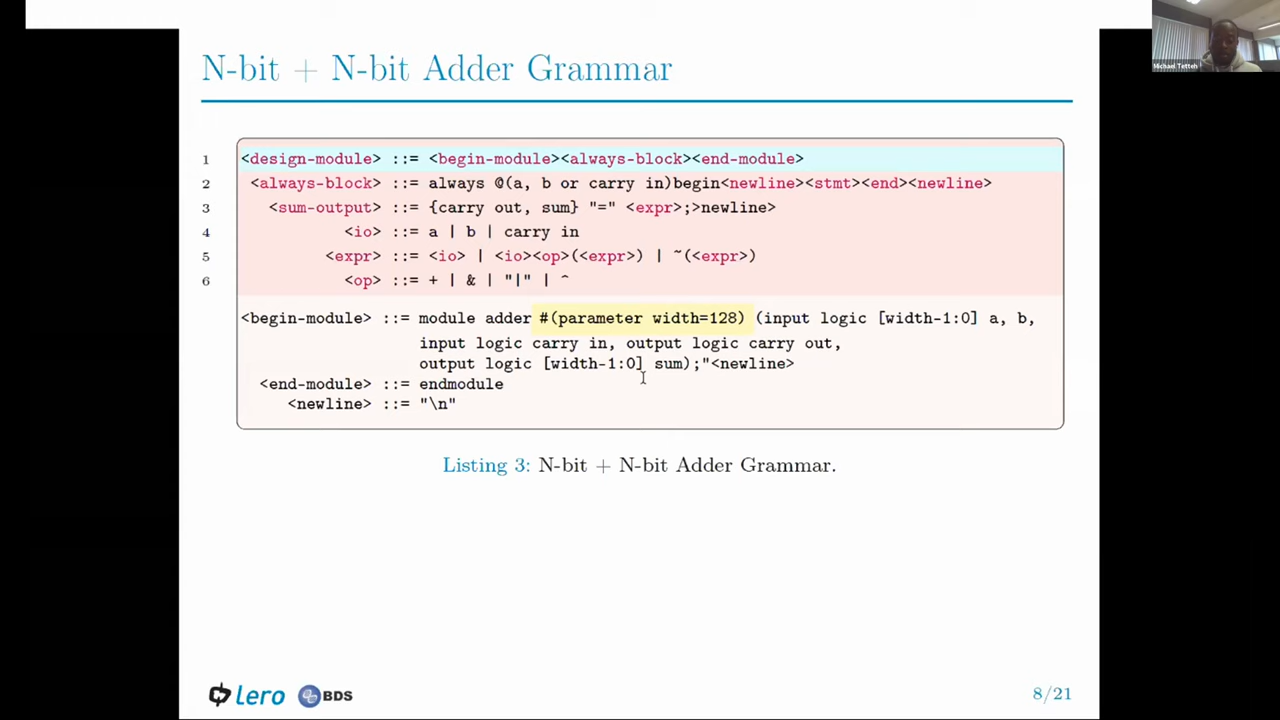 Michael Tetteh
N-bit + N-bit Adder Grammar
1 <design-module> ::= <begin-module><always-block><end-module>
2 <always-block> ::= always @(a, b or carry in)begin<newline><stmt><end><newline>
3 <sum-output> ::= {carry out, sum} "=" <expr>;>newline>
4 <io> ::= a | b | carry in
5 <expr> ::= <io> | <io><op>(<expr>) | ~(<expr>)
6 <op> ::= + | & | "|" | ^
<begin-module> ::= module adder #(parameter width=128) (input logic [width-1:0] a, b,
input logic carry in, output logic carry out,
output logic [width-1:0] sum);"<newline>
<end-module> ::= endmodule
<newline> ::= "\n"
Listing 3: N-bit + N-bit Adder Grammar.
lero BDS
8/21